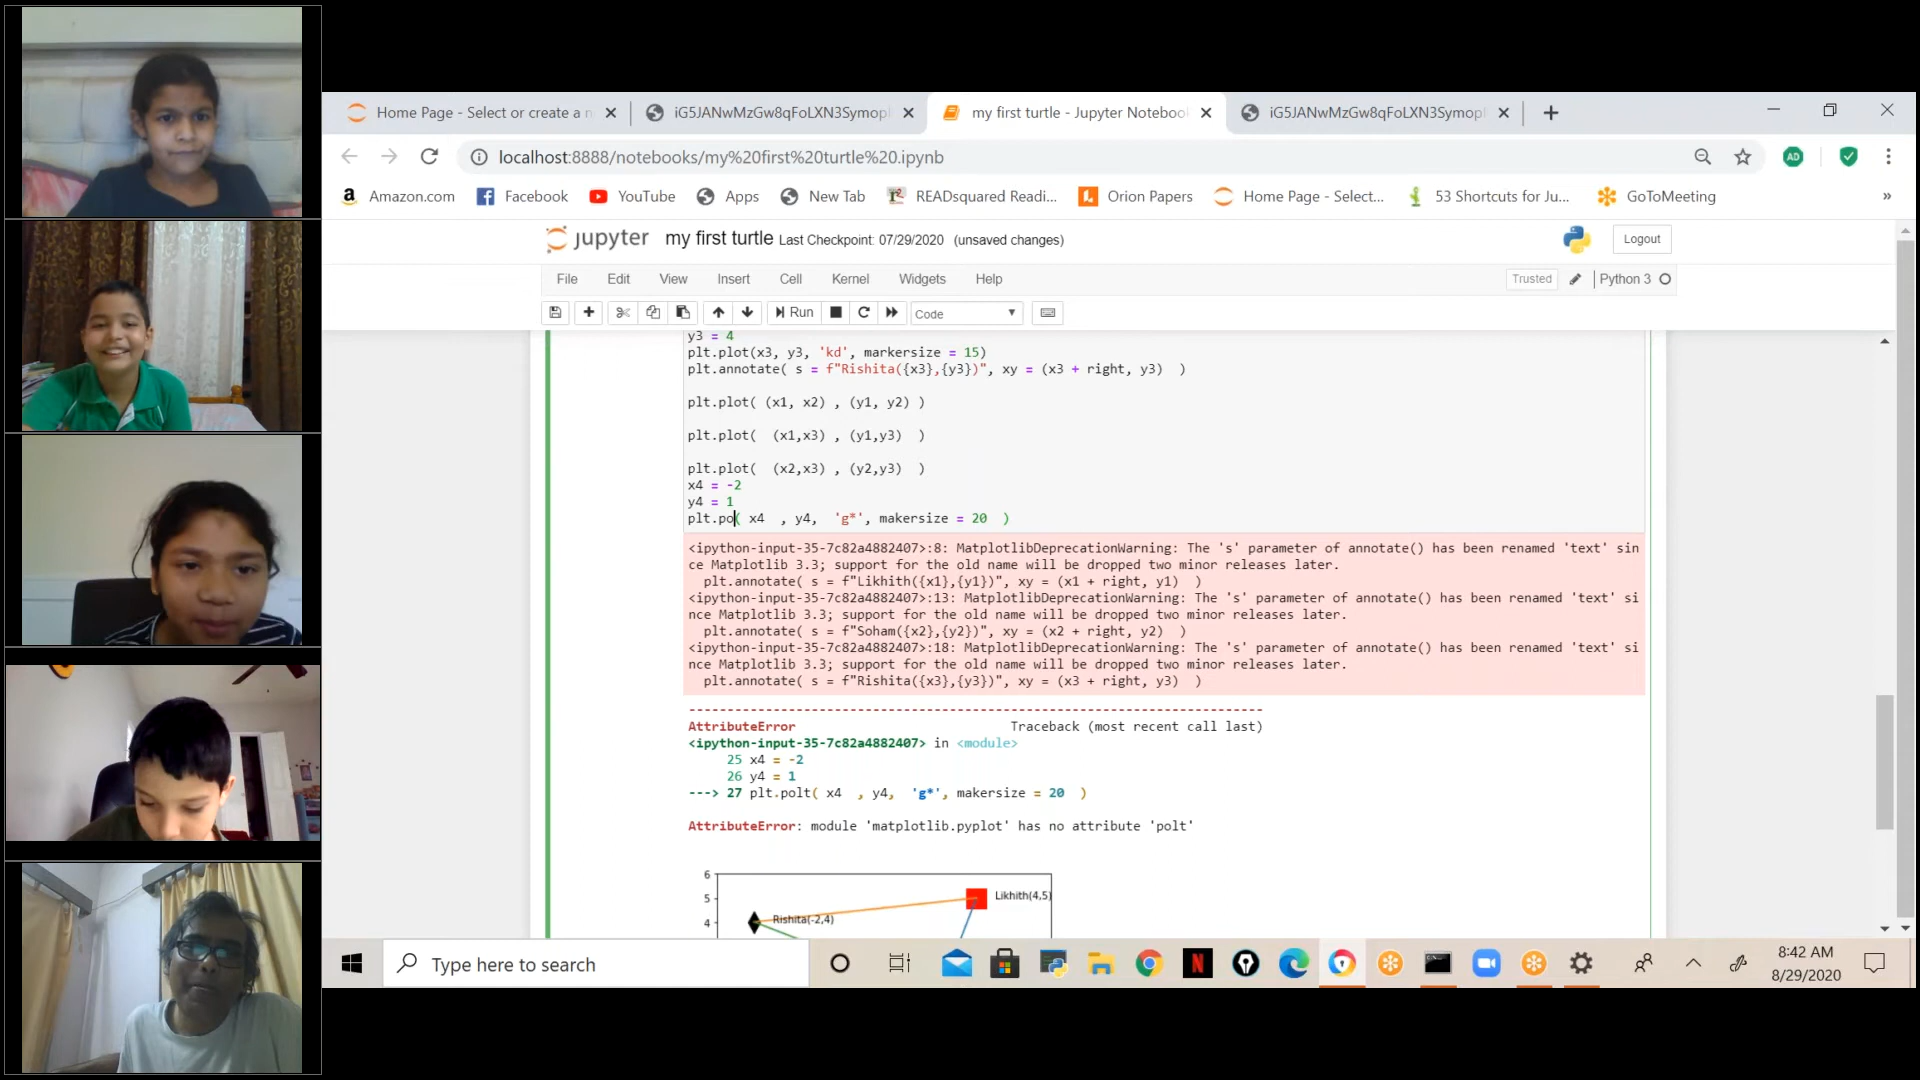 Home Page - Select or create a n
iG5JANwMzGw8qFoLXN3Symopl
my first turtle - Jupyter Noteboo
iG5JANwMzGw8qFoLXN3Symopl
localhost:8888/notebooks/my%20first%20turtle%20.ipynb
AD
Amazon.com
Facebook
YouTube
Apps
New Tab
READsquared Readi...
Orion Papers
Home Page - Select...
53 Shortcuts for Ju...
GoToMeeting
»
jupyter my first turtle Last Checkpoint: 07/29/2020 (unsaved changes)
Logout
File Edit View Insert Cell Kernel Widgets Help
Trusted
Python 3
Run
Code
y3 = 4
plt.plot(x3, y3, 'kd', markersize = 15)
plt.annotate( s = f"Rishita({x3},{y3})", xy = (x3 + right, y3)  )
plt.plot( (x1, x2) , (y1, y2) )
plt.plot(  (x1,x3) , (y1,y3)  )
plt.plot(  (x2,x3) , (y2,y3)  )
x4 = -2
y4 = 1
plt.po( x4  , y4,  'g*', makersize = 20  )
<ipython-input-35-7c82a4882407>:8: MatplotlibDeprecationWarning: The 's' parameter of annotate() has been renamed 'text' sin
ce Matplotlib 3.3; support for the old name will be dropped two minor releases later.
plt.annotate( s = f"Likhith({x1},{y1})", xy = (x1 + right, y1)  )
<ipython-input-35-7c82a4882407>:13: MatplotlibDeprecationWarning: The 's' parameter of annotate() has been renamed 'text' si
nce Matplotlib 3.3; support for the old name will be dropped two minor releases later.
plt.annotate( s = f"Soham({x2},{y2})", xy = (x2 + right, y2)  )
<ipython-input-35-7c82a4882407>:18: MatplotlibDeprecationWarning: The 's' parameter of annotate() has been renamed 'text' si
nce Matplotlib 3.3; support for the old name will be dropped two minor releases later.
plt.annotate( s = f"Rishita({x3},{y3})", xy = (x3 + right, y3)  )
---------------------------------------------------------------------------
AttributeError                            Traceback (most recent call last)
<ipython-input-35-7c82a4882407> in <module>
25 x4 = -2
26 y4 = 1
---> 27 plt.polt( x4  , y4,  'g*', makersize = 20  )
AttributeError: module 'matplotlib.pyplot' has no attribute 'polt'
6
5
4
Likhith(4,5)
Rishita(-2,4)
Type here to search
N
8:42 AM
8/29/2020